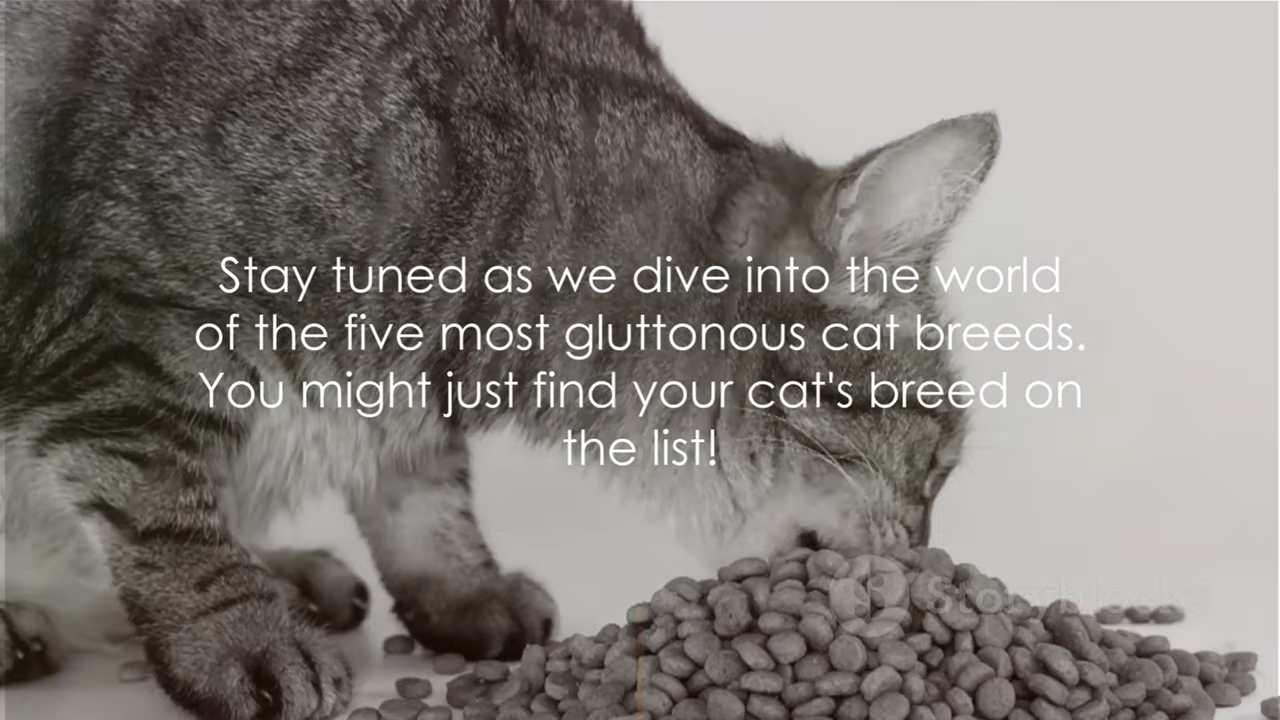 Stay tuned as we dive into the world
of the five most gluttonous cat breeds.
You might just find your cat's breed on
the list!
Storyblocks